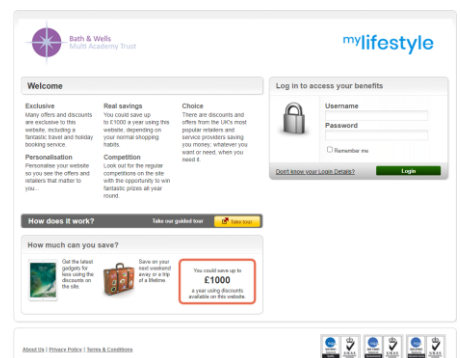 Bath & Wells
Multi Academy Trust
mylifestyle
Welcome
Exclusive
Many offers and discounts
are exclusive to this
website, including a
fantastic travel and holiday
booking service.
Personalisation
Personalise your website
so you see the offers and
retailers that matter to
you...
Real savings
You could save up
to £1000 a year using this
website, depending on
your normal shopping
habits.
Competition
Look out for the regular
competitions on the site
with the opportunity to win
fantastic prizes all year
round.
Choice
There are discounts and
offers from the UK's most
popular retailers and
service providers saving
you money; whatever you
want or need, when you
need it.
Log in to access your benefits
Username
Password
Remember me
Don't know your Login Details?
Login
How does it work?
Take our guided tour
Take tour
How much can you save?
Get the latest
gadgets for
less using the
discounts on
the site.
Save on your
next weekend
away or a trip
of a lifetime.
You could save up to
£1000
a year using discounts
available on this website
About Us | Privacy Policy | Terms & Conditions